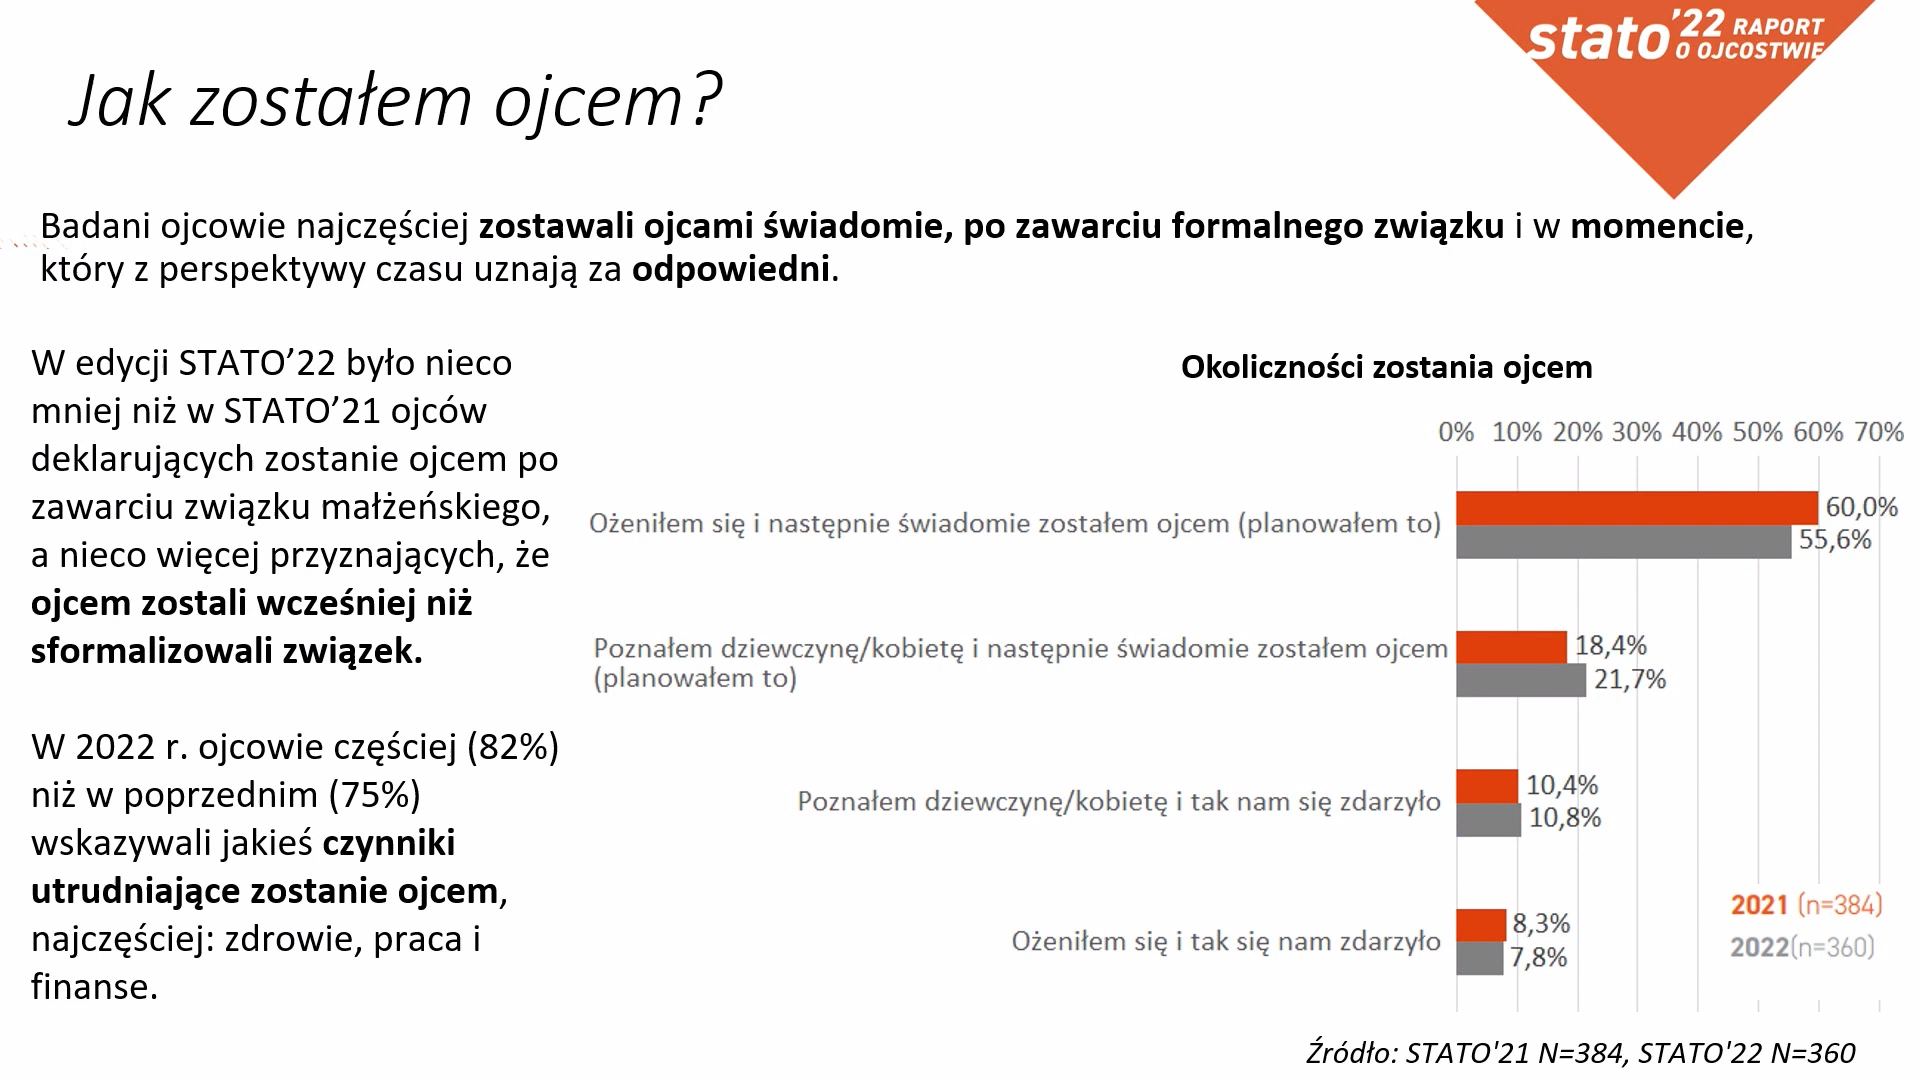 stato'22 RAPORT
O OJCOSTWIE
Jak zostałem ojcem?
Badani ojcowie najczęściej zostawali ojcami świadomie, po zawarciu formalnego związku i w momencie,
który z perspektywy czasu uznają za odpowiedni.
W edycji STATO’22 było nieco
mniej niż w STATO’21 ojców
deklarujących zostanie ojcem po
zawarciu związku małżeńskiego,
a nieco więcej przyznających, że
ojcem zostali wcześniej niż
sformalizowali związek.
W 2022 r. ojcowie częściej (82%)
niż w poprzednim (75%)
wskazywali jakieś czynniki
utrudniające zostanie ojcem,
najczęściej: zdrowie, praca i
finanse.
Okoliczności zostania ojcem
0% 10% 20% 30% 40% 50% 60% 70%
Ożeniłem się i następnie świadomie zostałem ojcem (planowałem to)
60,0%
55,6%
Poznałem dziewczynę/kobietę i następnie świadomie zostałem ojcem
(planowałem to)
18,4%
21,7%
Poznałem dziewczynę/kobietę i tak nam się zdarzyło
10,4%
10,8%
Ożeniłem się i tak się nam zdarzyło
8,3%
7,8%
2021 (n=384)
2022(n=360)
Źródło: STATO'21 N=384, STATO'22 N=360